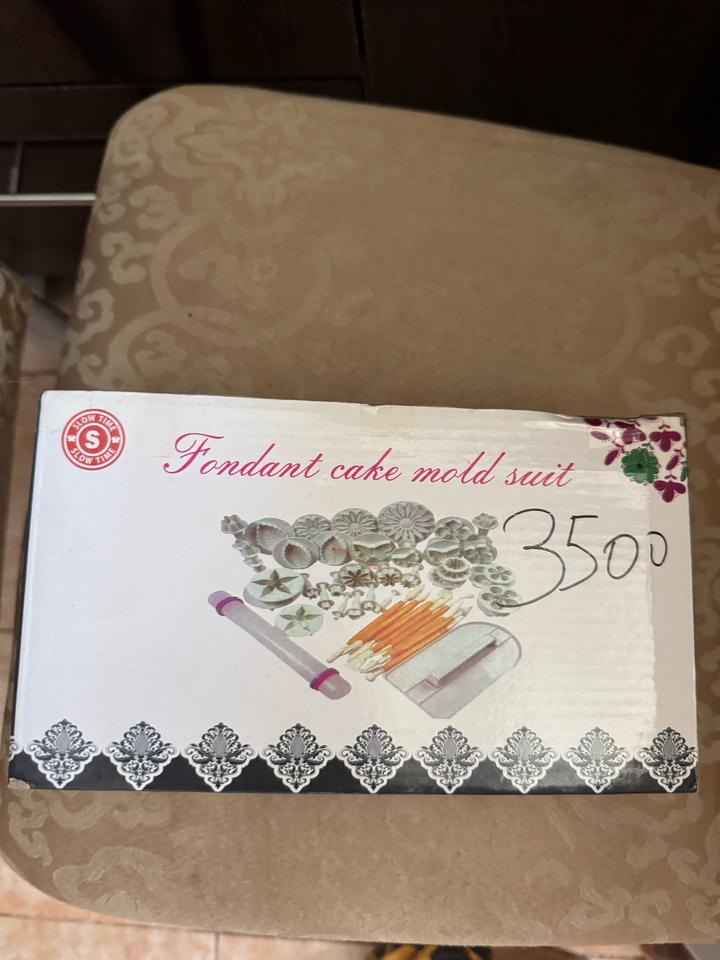 SLOW TIME
S
SLOW TIME
Fondant cake mold suit
3500